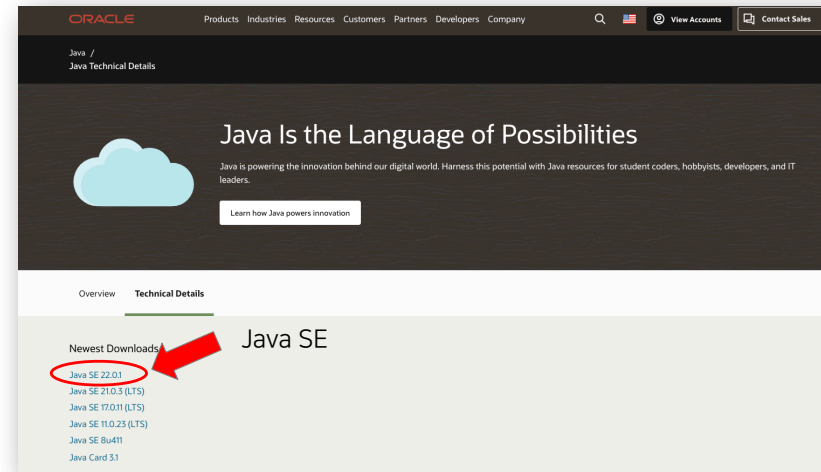 ORACLE Products Industries Resources Customers Partners Developers Company View Accounts Contact Sales
Java /
Java Technical Details
Java Is the Language of Possibilities
Java is powering the innovation behind our digital world. Harness this potential with Java resources for student coders, hobbyists, developers, and IT
leaders.
Learn how Java powers innovation
Overview Technical Details
Newest Downloads
Java SE
Java SE 22.0.1
Java SE 21.0.3 (LTS)
Java SE 17.0.11 (LTS)
Java SE 11.0.23 (LTS)
Java SE 8u411
Java Card 3.1